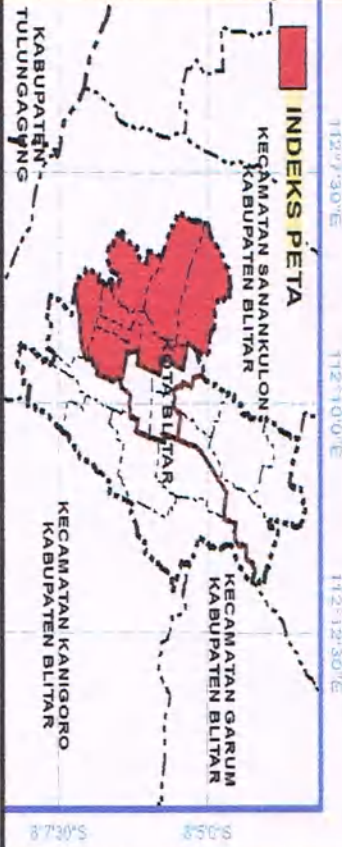 INDEKS PETA
112°7'30"E
112°10'0"E
112°12'30"E
KECAMATAN SANANKULON
KABUPATEN BLITAR
KECAMATAN GARUM
KABUPATEN BLITAR
8°5'0"S
KOTA BLITAR
KABUPATEN
TULUNGAGUNG
KECAMATAN KANIGORO
KABUPATEN BLITAR
8°7'30"S